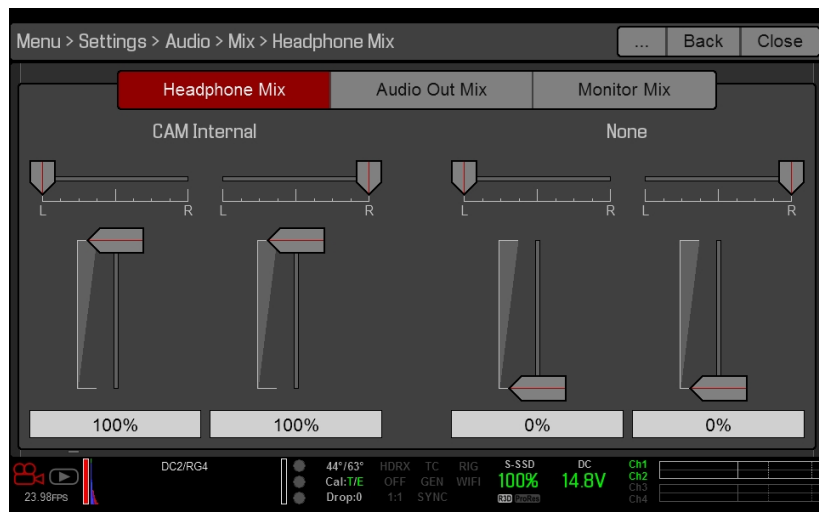 Menu > Settings > Audio > Mix > Headphone Mix ... Back Close
Headphone Mix Audio Out Mix Monitor Mix
CAM Internal None
L R L R L R L R
100% 100% 0% 0%
DC2/RG4 44°/63° HDRX TC RIG S-SSD DC Ch1
Cal:T/E OFF GEN WIFI 100% 14.8V Ch2
23.98FPS Drop:0 1:1 SYNC R3D ProRes Ch3
Ch4